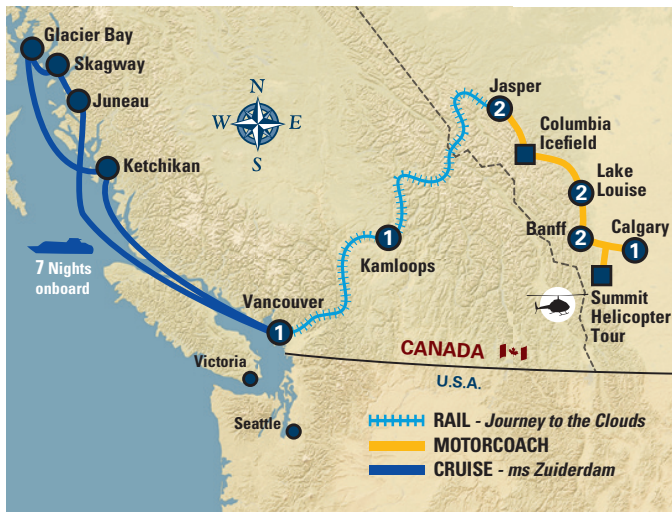 Glacier Bay
Skagway
Juneau
Ketchikan
N
W E
S
Jasper
2
Columbia
Icefield
Lake
Louise
2
Banff
2
Calgary
1
Summit
Helicopter
Tour
1
Kamloops
7 Nights
onboard
Vancouver
1
Victoria
Seattle
CANADA
U.S.A.
RAIL - Journey to the Clouds
MOTORCOACH
CRUISE - ms Zuiderdam